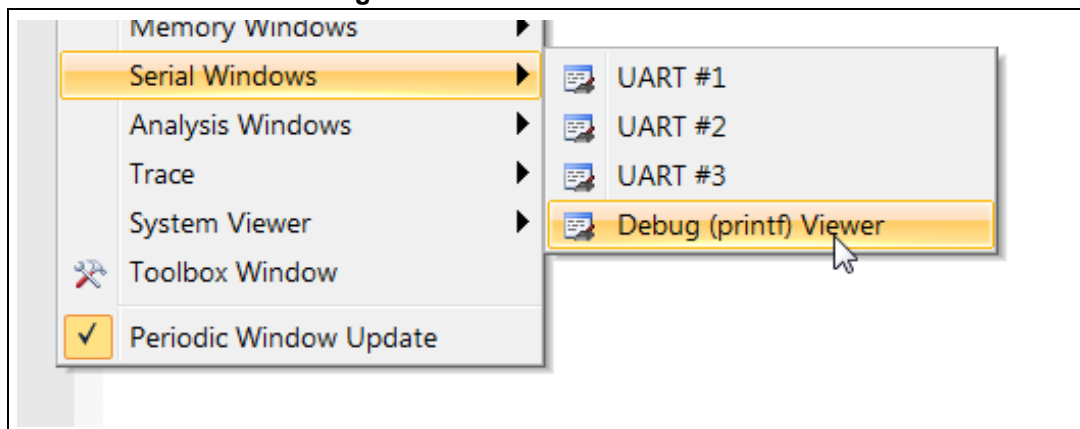 Memory Windows
Serial Windows
Analysis Windows
Trace
System Viewer
Toolbox Window
Periodic Window Update
UART #1
UART #2
UART #3
Debug (printf) Viewer